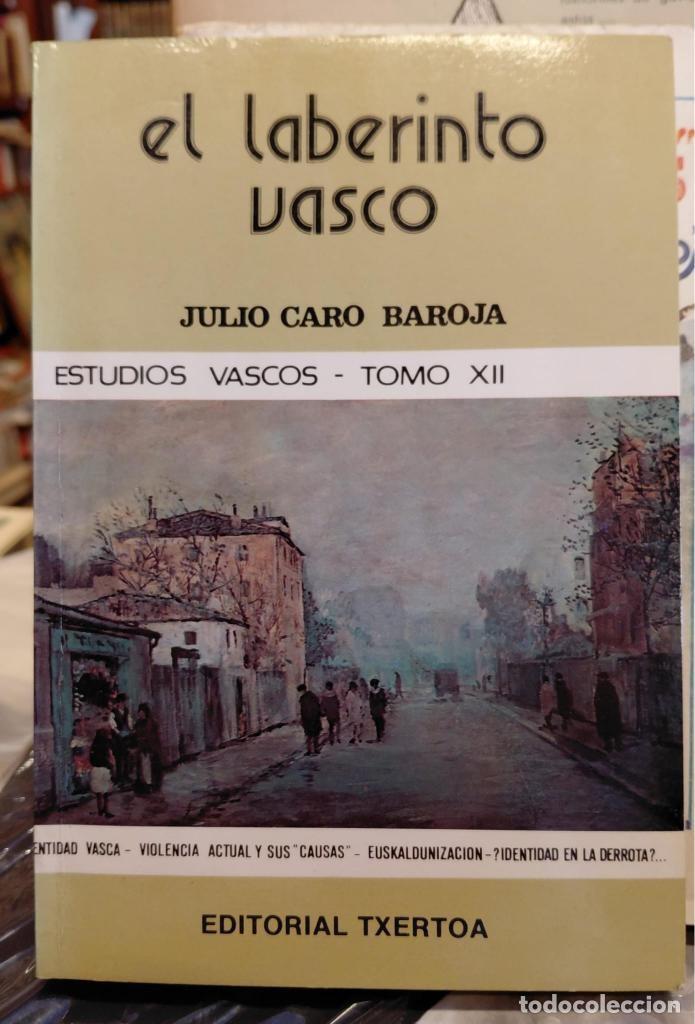 el laberinto
vasco
JULIO CARO BAROJA
ESTUDIOS VASCOS - TOMO XII
ENTIDAD VASCA - VIOLENCIA ACTUAL Y SUS "CAUSAS" - EUSKALDUNIZACION - ?IDENTIDAD EN LA DERROTA?...
EDITORIAL TXERTOA
todocoleccion